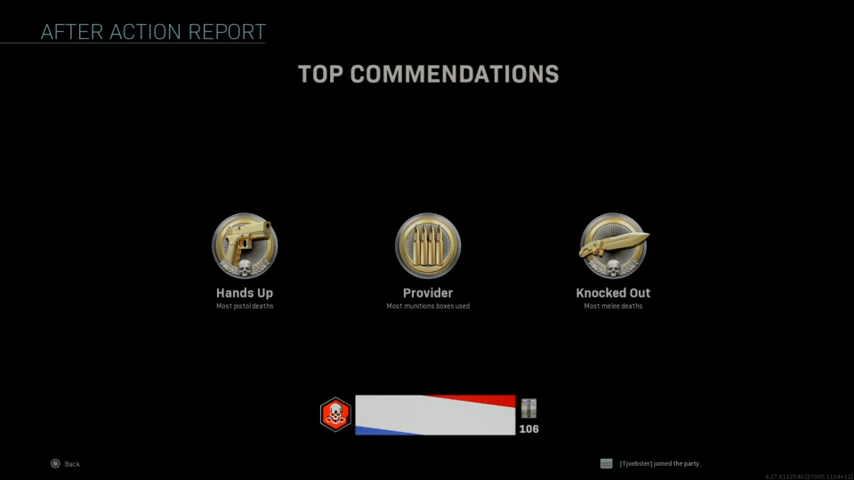 AFTER ACTION REPORT
TOP COMMENDATIONS
Hands Up
Most pistol deaths
Provider
Most munitions boxes used
Knocked Out
Most melee deaths
106
Back
[Tjoebster] joined the party.